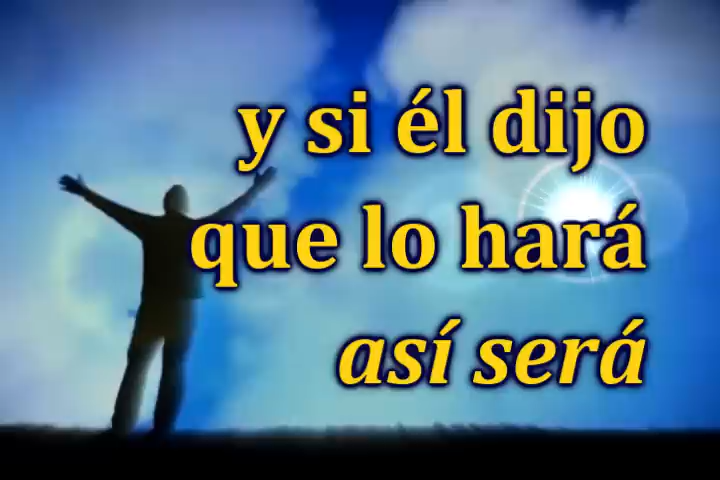 y si él dijo
que lo hará
así será